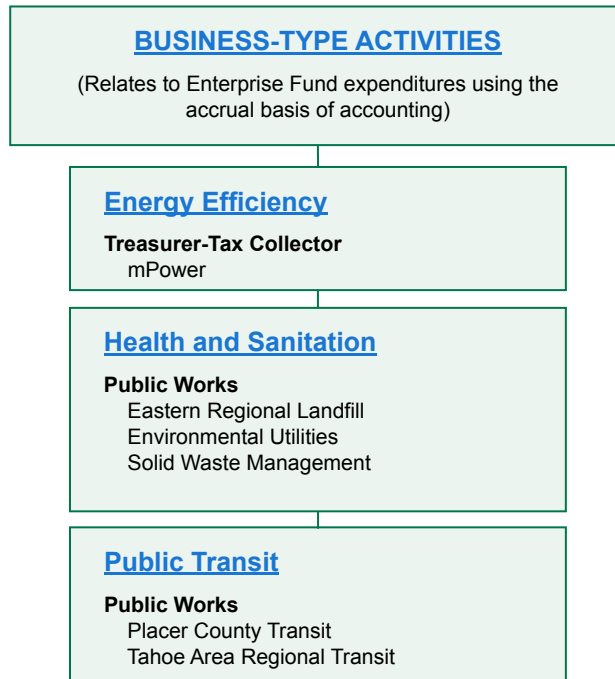 BUSINESS-TYPE ACTIVITIES
(Relates to Enterprise Fund expenditures using the
accrual basis of accounting)
Energy Efficiency
Treasurer-Tax Collector
mPower
Health and Sanitation
Public Works
Eastern Regional Landfill
Environmental Utilities
Solid Waste Management
Public Transit
Public Works
Placer County Transit
Tahoe Area Regional Transit